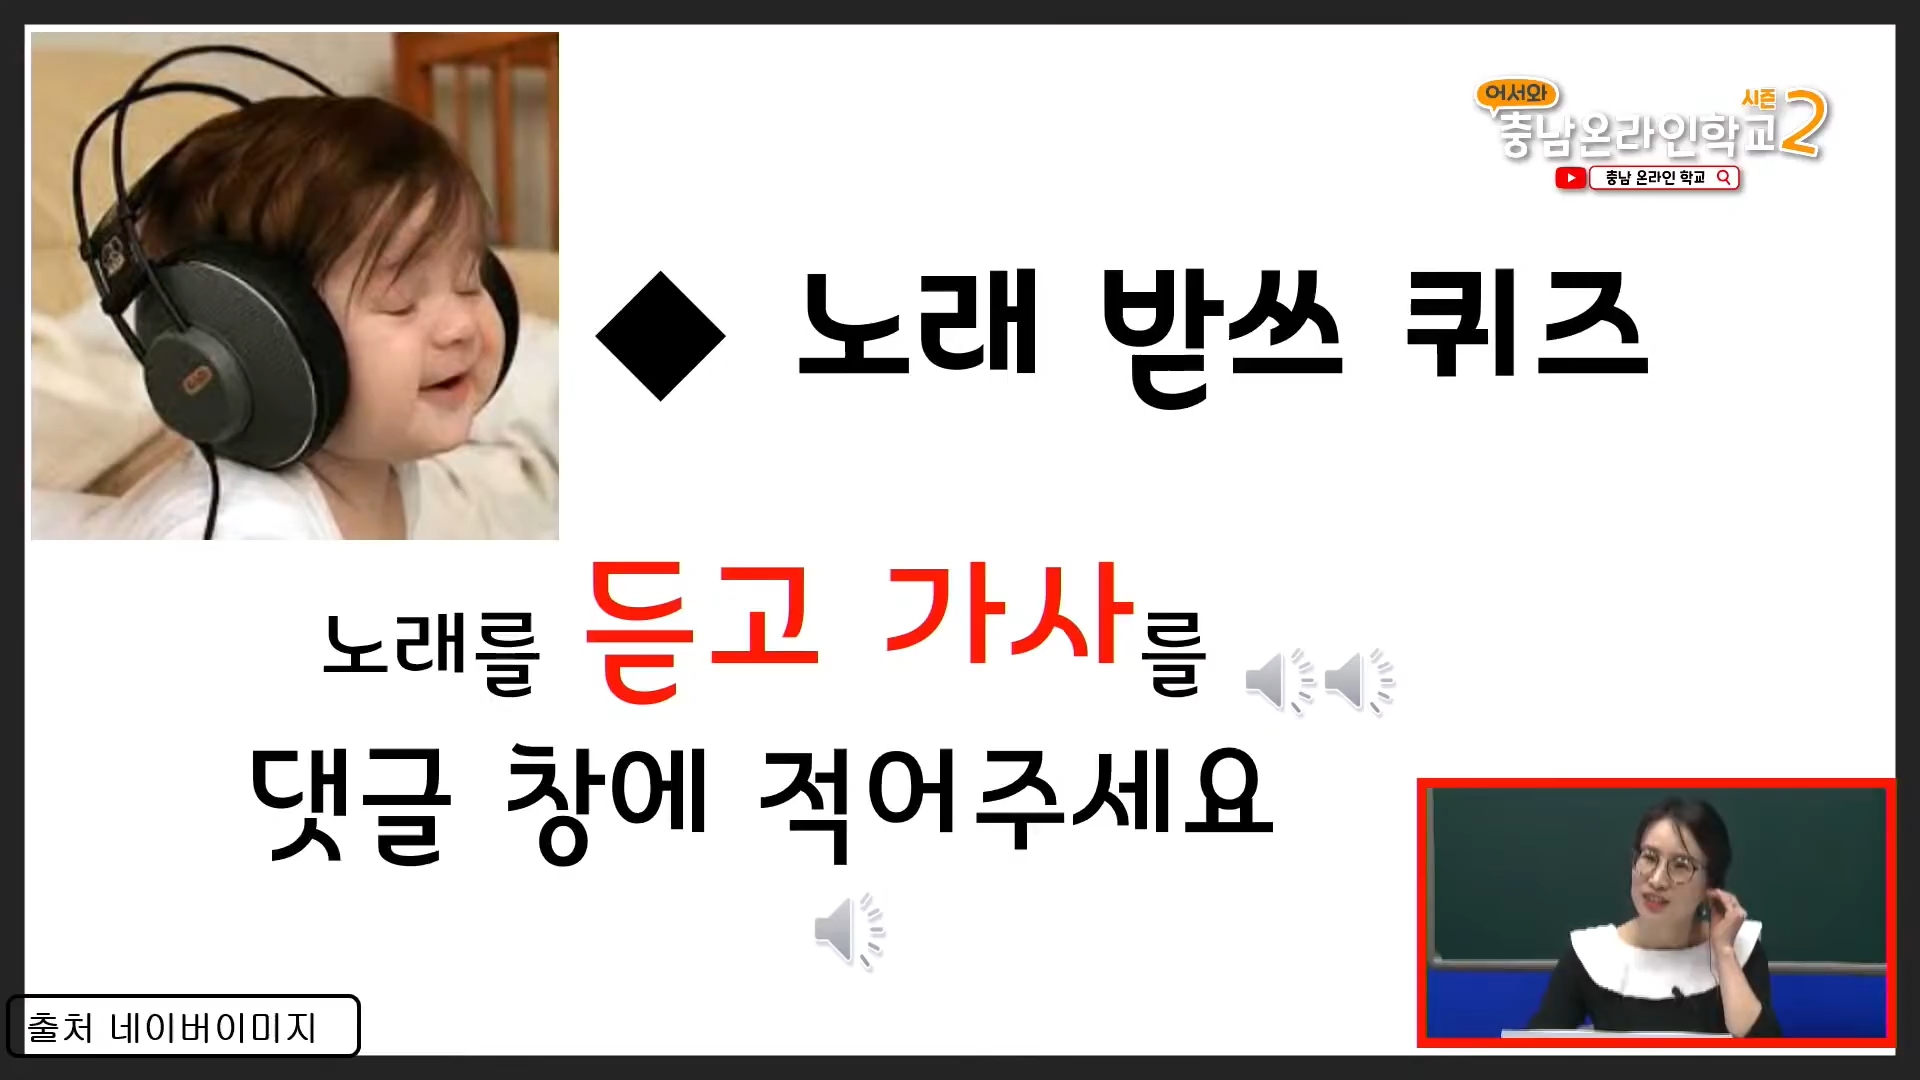 어서와
시즌
충남온라인학교2
충남 온라인 학교
◆ 노래 받쓰 퀴즈
노래를 듣고 가사를
댓글 창에 적어주세요
출처 네이버이미지